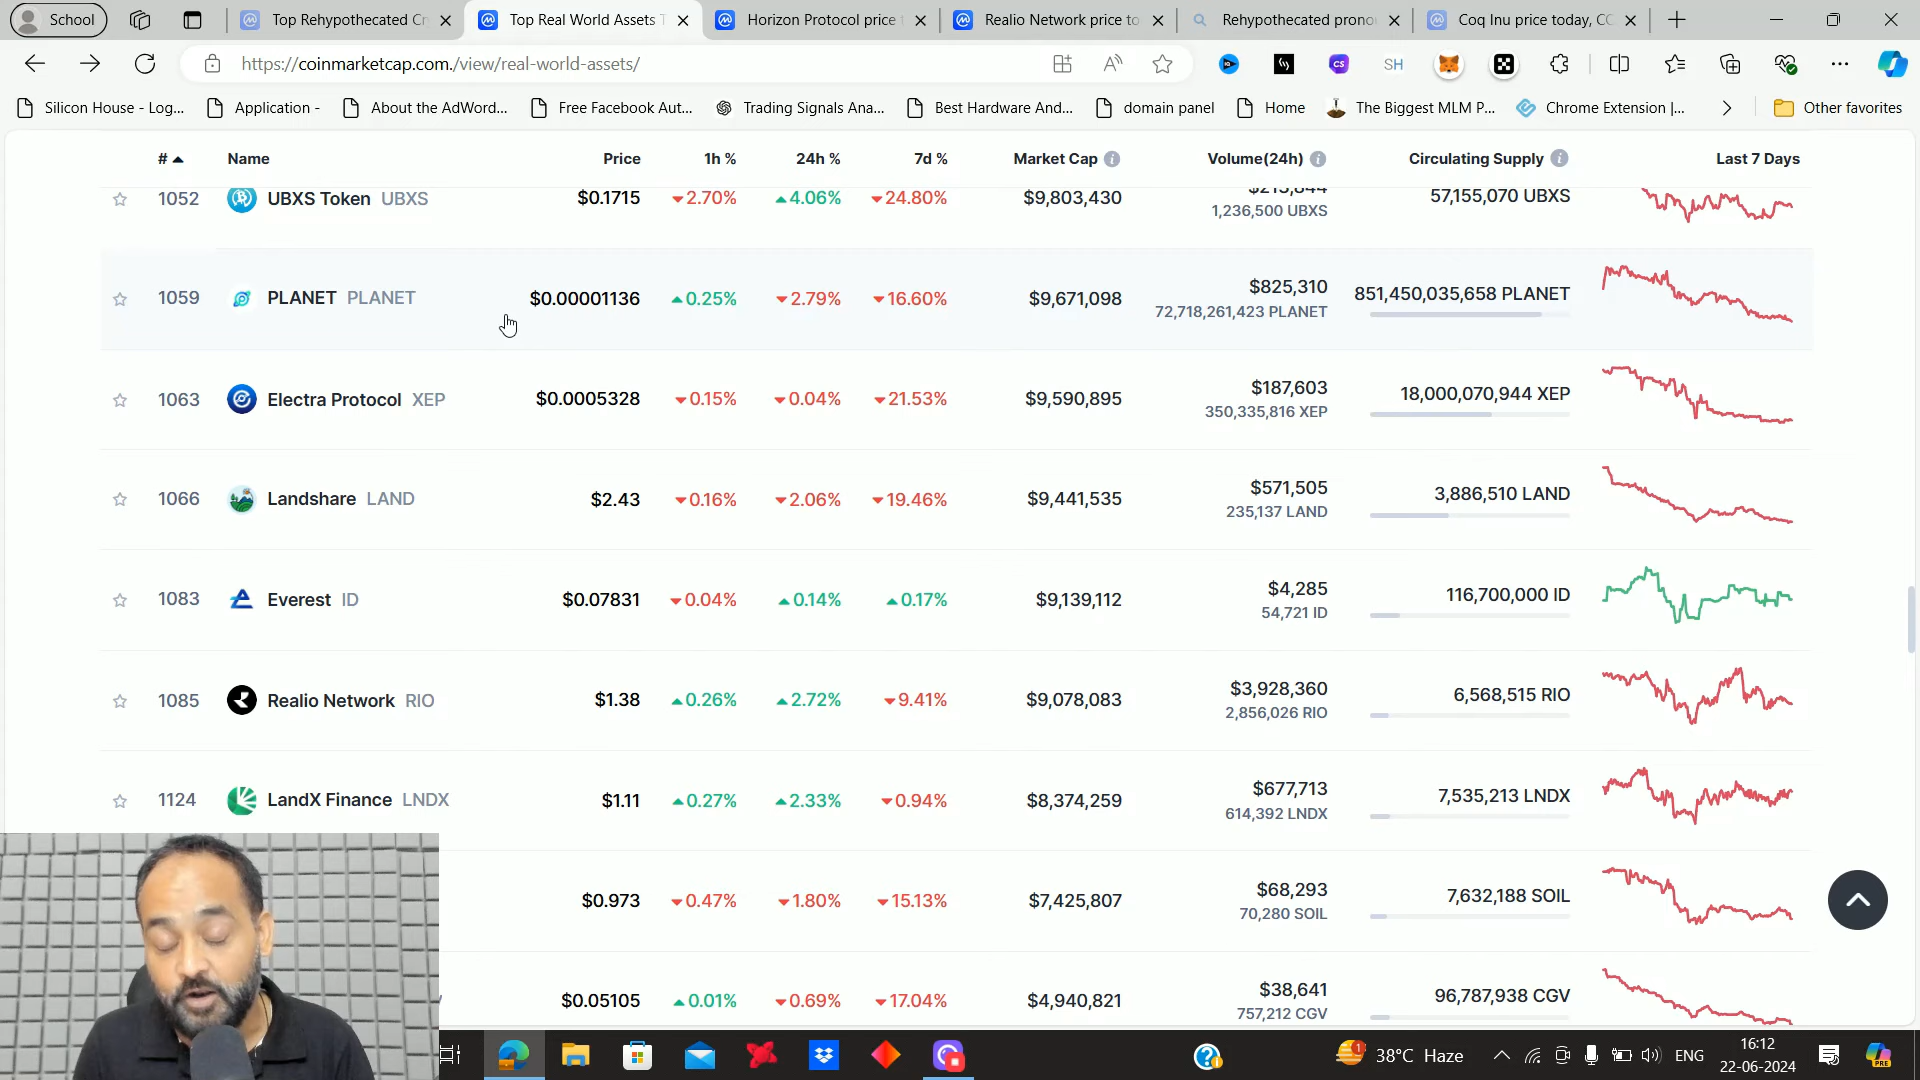 School
Top Rehypothecated Cr
Top Real World Assets T
Horizon Protocol price
Realio Network price to
Rehypothecated prono
Coq Inu price today, CC
https://coinmarketcap.com./view/real-world-assets/
Silicon House - Log...
Application -
About the AdWord...
Free Facebook Aut...
Trading Signals Ana...
Best Hardware And...
domain panel
Home
The Biggest MLM P...
Chrome Extension |...
Other favorites
# Name Price 1h % 24h % 7d % Market Cap Volume(24h) Circulating Supply Last 7 Days
1052 UBXS Token UBXS $0.1715 2.70% 4.06% 24.80% $9,803,430 $213,844 57,155,070 UBXS
1,236,500 UBXS
1059 PLANET PLANET $0.00001136 0.25% 2.79% 16.60% $9,671,098 $825,310 851,450,035,658 PLANET
72,718,261,423 PLANET
1063 Electra Protocol XEP $0.0005328 0.15% 0.04% 21.53% $9,590,895 $187,603 18,000,070,944 XEP
350,335,816 XEP
1066 Landshare LAND $2.43 0.16% 2.06% 19.46% $9,441,535 $571,505 3,886,510 LAND
235,137 LAND
1083 Everest ID $0.07831 0.04% 0.14% 0.17% $9,139,112 $4,285 116,700,000 ID
54,721 ID
1085 Realio Network RIO $1.38 0.26% 2.72% 9.41% $9,078,083 $3,928,360 6,568,515 RIO
2,856,026 RIO
1124 LandX Finance LNDX $1.11 0.27% 2.33% 0.94% $8,374,259 $677,713 7,535,213 LNDX
614,392 LNDX
$0.973 0.47% 1.80% 15.13% $7,425,807 $68,293 7,632,188 SOIL
70,280 SOIL
$0.05105 0.01% 0.69% 17.04% $4,940,821 $38,641 96,787,938 CGV
757,212 CGV
38°C Haze
ENG
16:12
22-06-2024